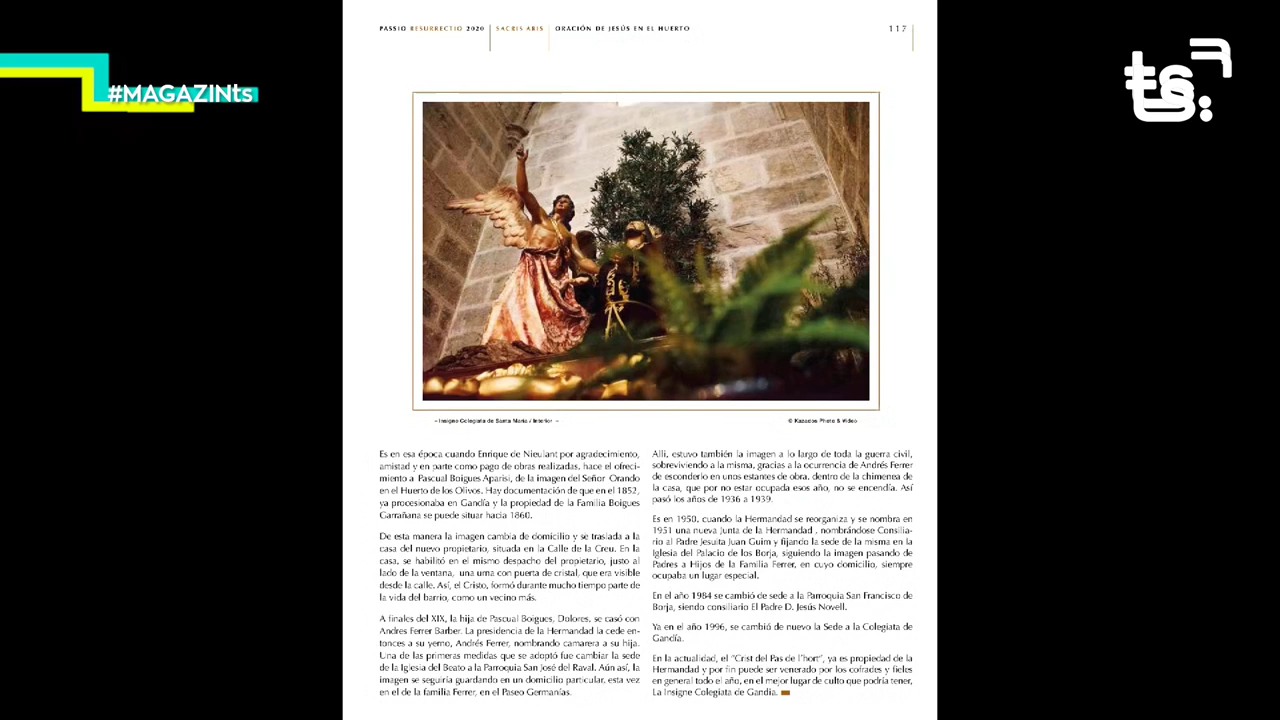 PASSIO RESURRECTIO 2020 SACRIS ABIS ORACIÓN DE JESÚS EN EL HUERTO 117
#MAGAZINts
ts
– Insigne Colegiata de Santa María / Interior –
© Kazados Photo & Video
Es en esa época cuando Enrique de Nieulant por agradecimiento,
amistad y en parte como pago de obras realizadas, hace el ofreci-
miento a Pascual Boigues Aparisi, de la imagen del Señor Orando
en el Huerto de los Olivos. Hay documentación de que en el 1852,
ya procesionaba en Gandía y la propiedad de la Familia Boigues
Garrañana se puede situar hacia 1860.
De esta manera la imagen cambia de domicilio y se traslada a la
casa del nuevo propietario, situada en la Calle de la Creu. En la
casa, se habilitó en el mismo despacho del propietario, justo al
lado de la ventana, una urna con puerta de cristal, que era visible
desde la calle. Así, el Cristo, formó durante mucho tiempo parte de
la vida del barrio, como un vecino más.
A finales del XIX, la hija de Pascual Boigues, Dolores, se casó con
Andres Ferrer Barber. La presidencia de la Hermandad la cede en-
tonces a su yerno, Andrés Ferrer, nombrando camarera a su hija.
Una de las primeras medidas que se adoptó fue cambiar la sede
de la Iglesia del Beato a la Parroquia San José del Raval. Aún así, la
imagen se seguiría guardando en un domicilio particular, esta vez
en el de la familia Ferrer, en el Paseo Germanías.
Alli, estuvo también la imagen a lo largo de toda la guerra civil,
sobreviviendo a la misma, gracias a la ocurrencia de Andrés Ferrer
de esconderlo en unos estantes de obra, dentro de la chimenea de
la casa, que por no estar ocupada esos año, no se encendía. Así
pasó los años de 1936 a 1939.
Es en 1950, cuando la Hermandad se reorganiza y se nombra en
1951 una nueva Junta de la Hermandad , nombrándose Consilia-
rio al Padre Jesuita Juan Guim y fijando la sede de la misma en la
Iglesia del Palacio de los Borja, siguiendo la imagen pasando de
Padres a Hijos de la Familia Ferrer, en cuyo domicilio, siempre
ocupaba un lugar especial.
En el año 1984 se cambió de sede a la Parroquia San Francisco de
Borja, siendo consiliario El Padre D. Jesús Novell.
Ya en el año 1996, se cambió de nuevo la Sede a la Colegiata de
Gandía.
En la actualidad, el "Crist del Pas de l'hort", ya es propiedad de la
Hermandad y por fin puede ser venerado por los cofrades y fieles
en general todo el año, en el mejor lugar de culto que podría tener,
La Insigne Colegiata de Gandia.